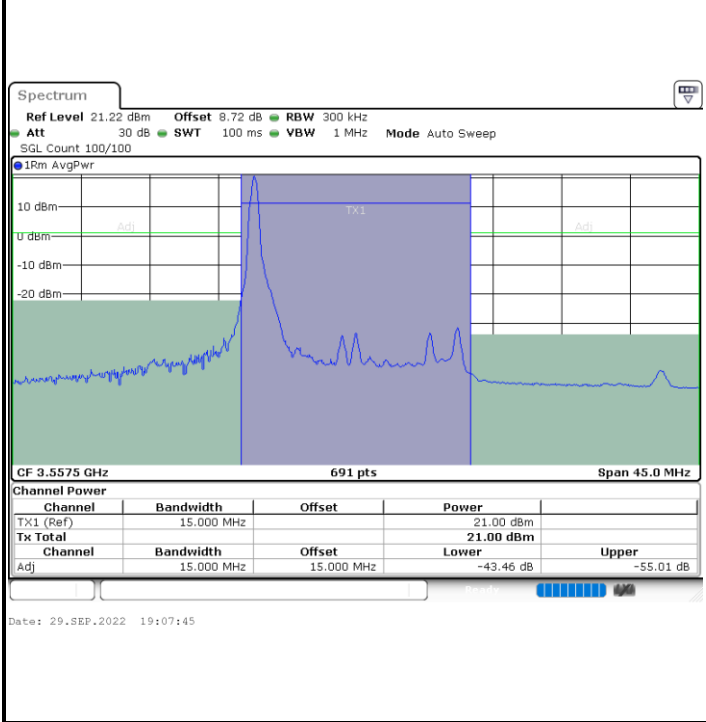 Spectrum
Ref Level 21.22 dBm Offset 8.72 dB RBW 300 kHz
Att 30 dB SWT 100 ms VBW 1 MHz Mode Auto Sweep
SGL Count 100/100
1Rm AvgPwr
10 dBm
TX1
Adj
Adj
0 dBm
-10 dBm
-20 dBm
CF 3.5575 GHz 691 pts Span 45.0 MHz
Channel Power
Channel Bandwidth Offset Power
TX1 (Ref) 15.000 MHz 21.00 dBm
Tx Total 21.00 dBm
Channel Bandwidth Offset Lower Upper
Adj 15.000 MHz 15.000 MHz -43.46 dB -55.01 dB
Ready
Date: 29.SEP.2022 19:07:45